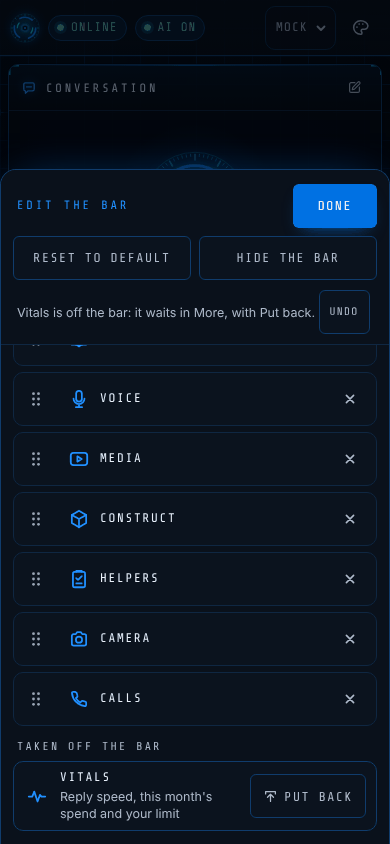 ONLINE
AI ON
MOCK
CONVERSATION
EDIT THE BAR
DONE
RESET TO DEFAULT
HIDE THE BAR
Vitals is off the bar: it waits in More, with Put back.
UNDO
VOICE
MEDIA
CONSTRUCT
HELPERS
CAMERA
CALLS
TAKEN OFF THE BAR
VITALS
Reply speed, this month's
spend and your limit
PUT BACK